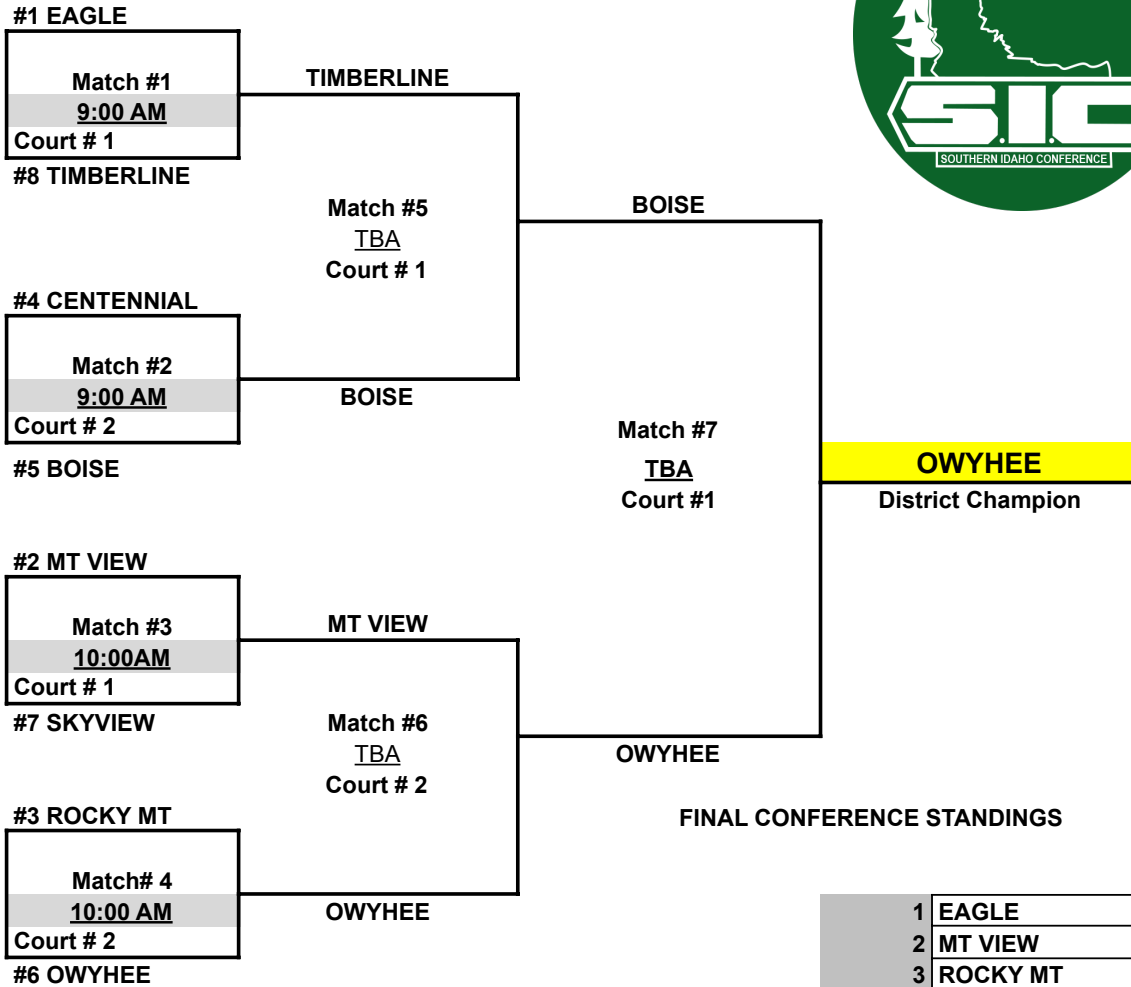 #1 EAGLE
Match #1
9:00 AM
Court # 1
#8 TIMBERLINE
TIMBERLINE
Match #5
TBA
Court # 1
#4 CENTENNIAL
Match #2
9:00 AM
Court # 2
#5 BOISE
BOISE
BOISE
Match #7
TBA
Court #1
OWYHEE
District Champion
#2 MT VIEW
Match #3
10:00AM
Court # 1
#7 SKYVIEW
MT VIEW
Match #6
TBA
Court # 2
#3 ROCKY MT
Match# 4
10:00 AM
Court # 2
#6 OWYHEE
OWYHEE
OWYHEE
S.I.C
SOUTHERN IDAHO CONFERENCE
FINAL CONFERENCE STANDINGS
1 EAGLE
2 MT VIEW
3 ROCKY MT